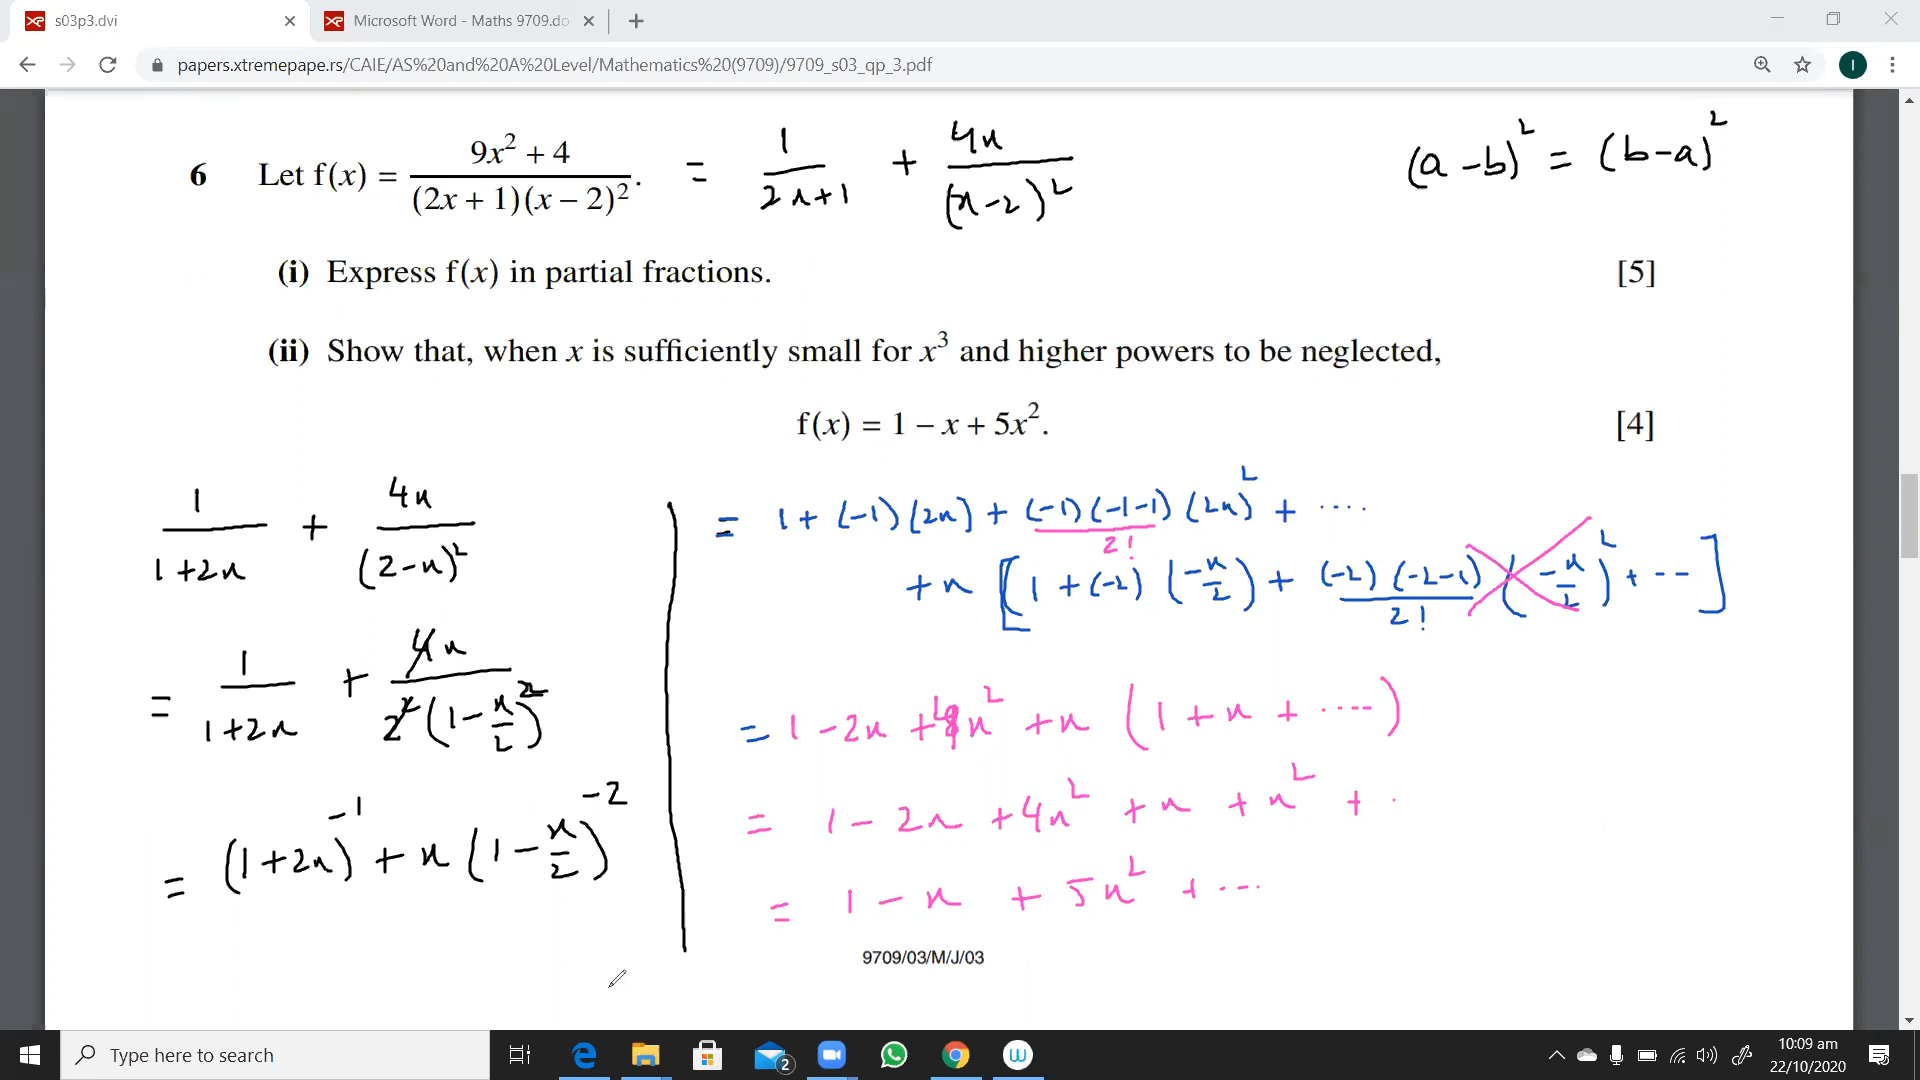 s03p3.dvi
Microsoft Word - Maths 9709.do
papers.xtremepape.rs/CAIE/AS%20and%20A%20Level/Mathematics%20(9709)/9709_s03_qp_3.pdf
I
6 Let f(x) = (9x² + 4)/((2x + 1)(x − 2)²). = 1/(2x+1) + 4x/(x−2)²
(a−b)² = (b−a)²
(i) Express f(x) in partial fractions. [5]
(ii) Show that, when x is sufficiently small for x³ and higher powers to be neglected,
f(x) = 1 − x + 5x². [4]
1/(1+2x) + 4x/(2−x)²
= 1/(1+2x) + 4x/(2²(1−x/2)²)
= (1+2x)⁻¹ + x(1−x/2)⁻²
= 1 + (−1)(2x) + (−1)(−1−1)/2! (2x)² + ....
+ x[1 + (−2)(−x/2) + (−2)(−2−1)/2! (−x/2)² + --]
= 1 − 2x + 4x² + x(1 + x + ....)
= 1 − 2x + 4x² + x + x² + .
= 1 − x + 5x² + ...
9709/03/M/J/03
Type here to search
2
10:09 am
22/10/2020